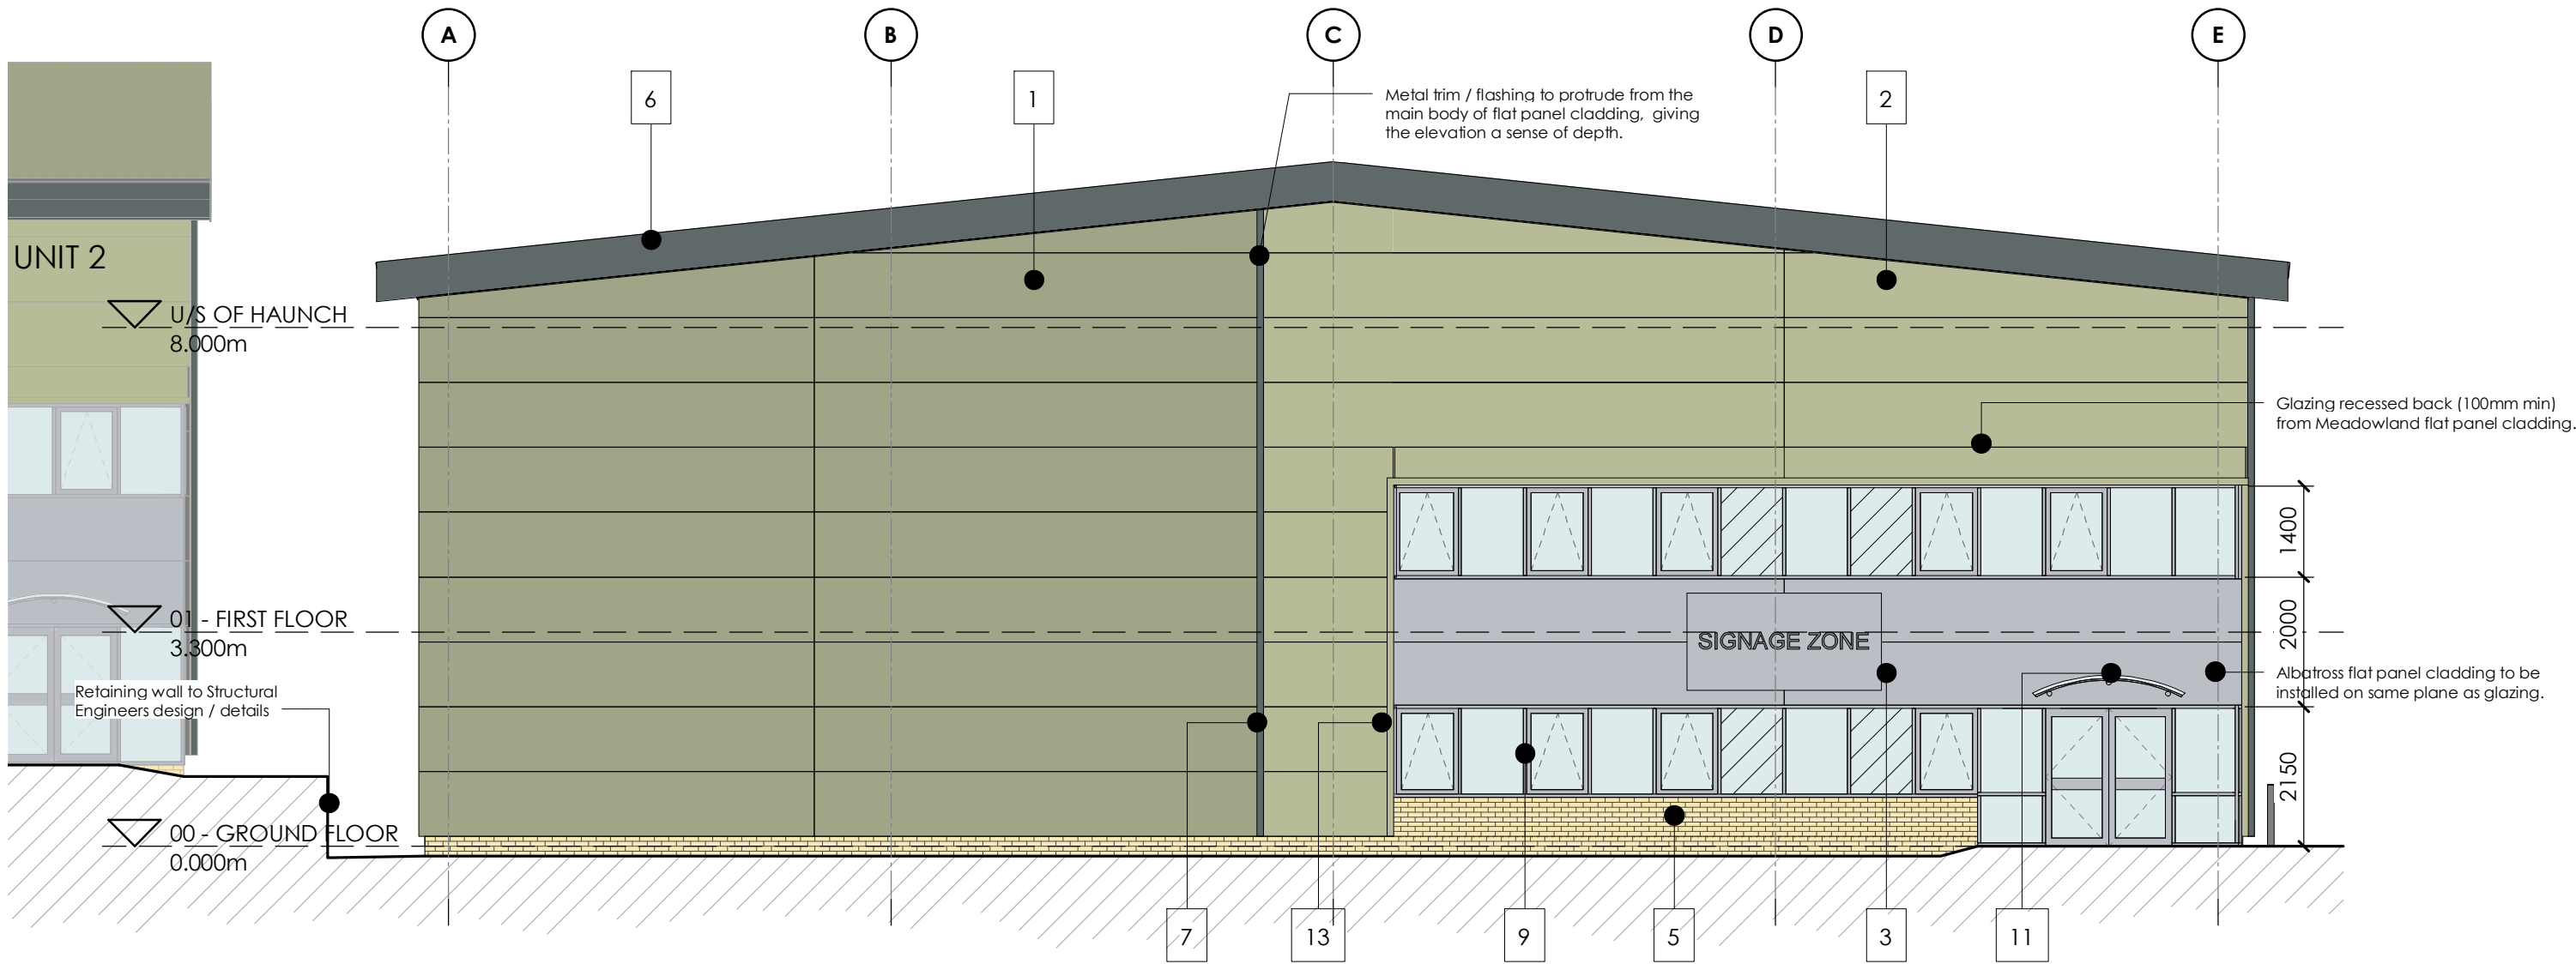 A
B
C
D
E
6
1
2
Metal trim / flashing to protrude from the
main body of flat panel cladding, giving
the elevation a sense of depth.
UNIT 2
U/S OF HAUNCH
8.000m
Glazing recessed back (100mm min)
from Meadowland flat panel cladding.
1400
01 - FIRST FLOOR
3.300m
SIGNAGE ZONE
2000
Albatross flat panel cladding to be
installed on same plane as glazing.
Retaining wall to Structural
Engineers design / details
2150
00 - GROUND FLOOR
0.000m
7
13
9
5
3
11